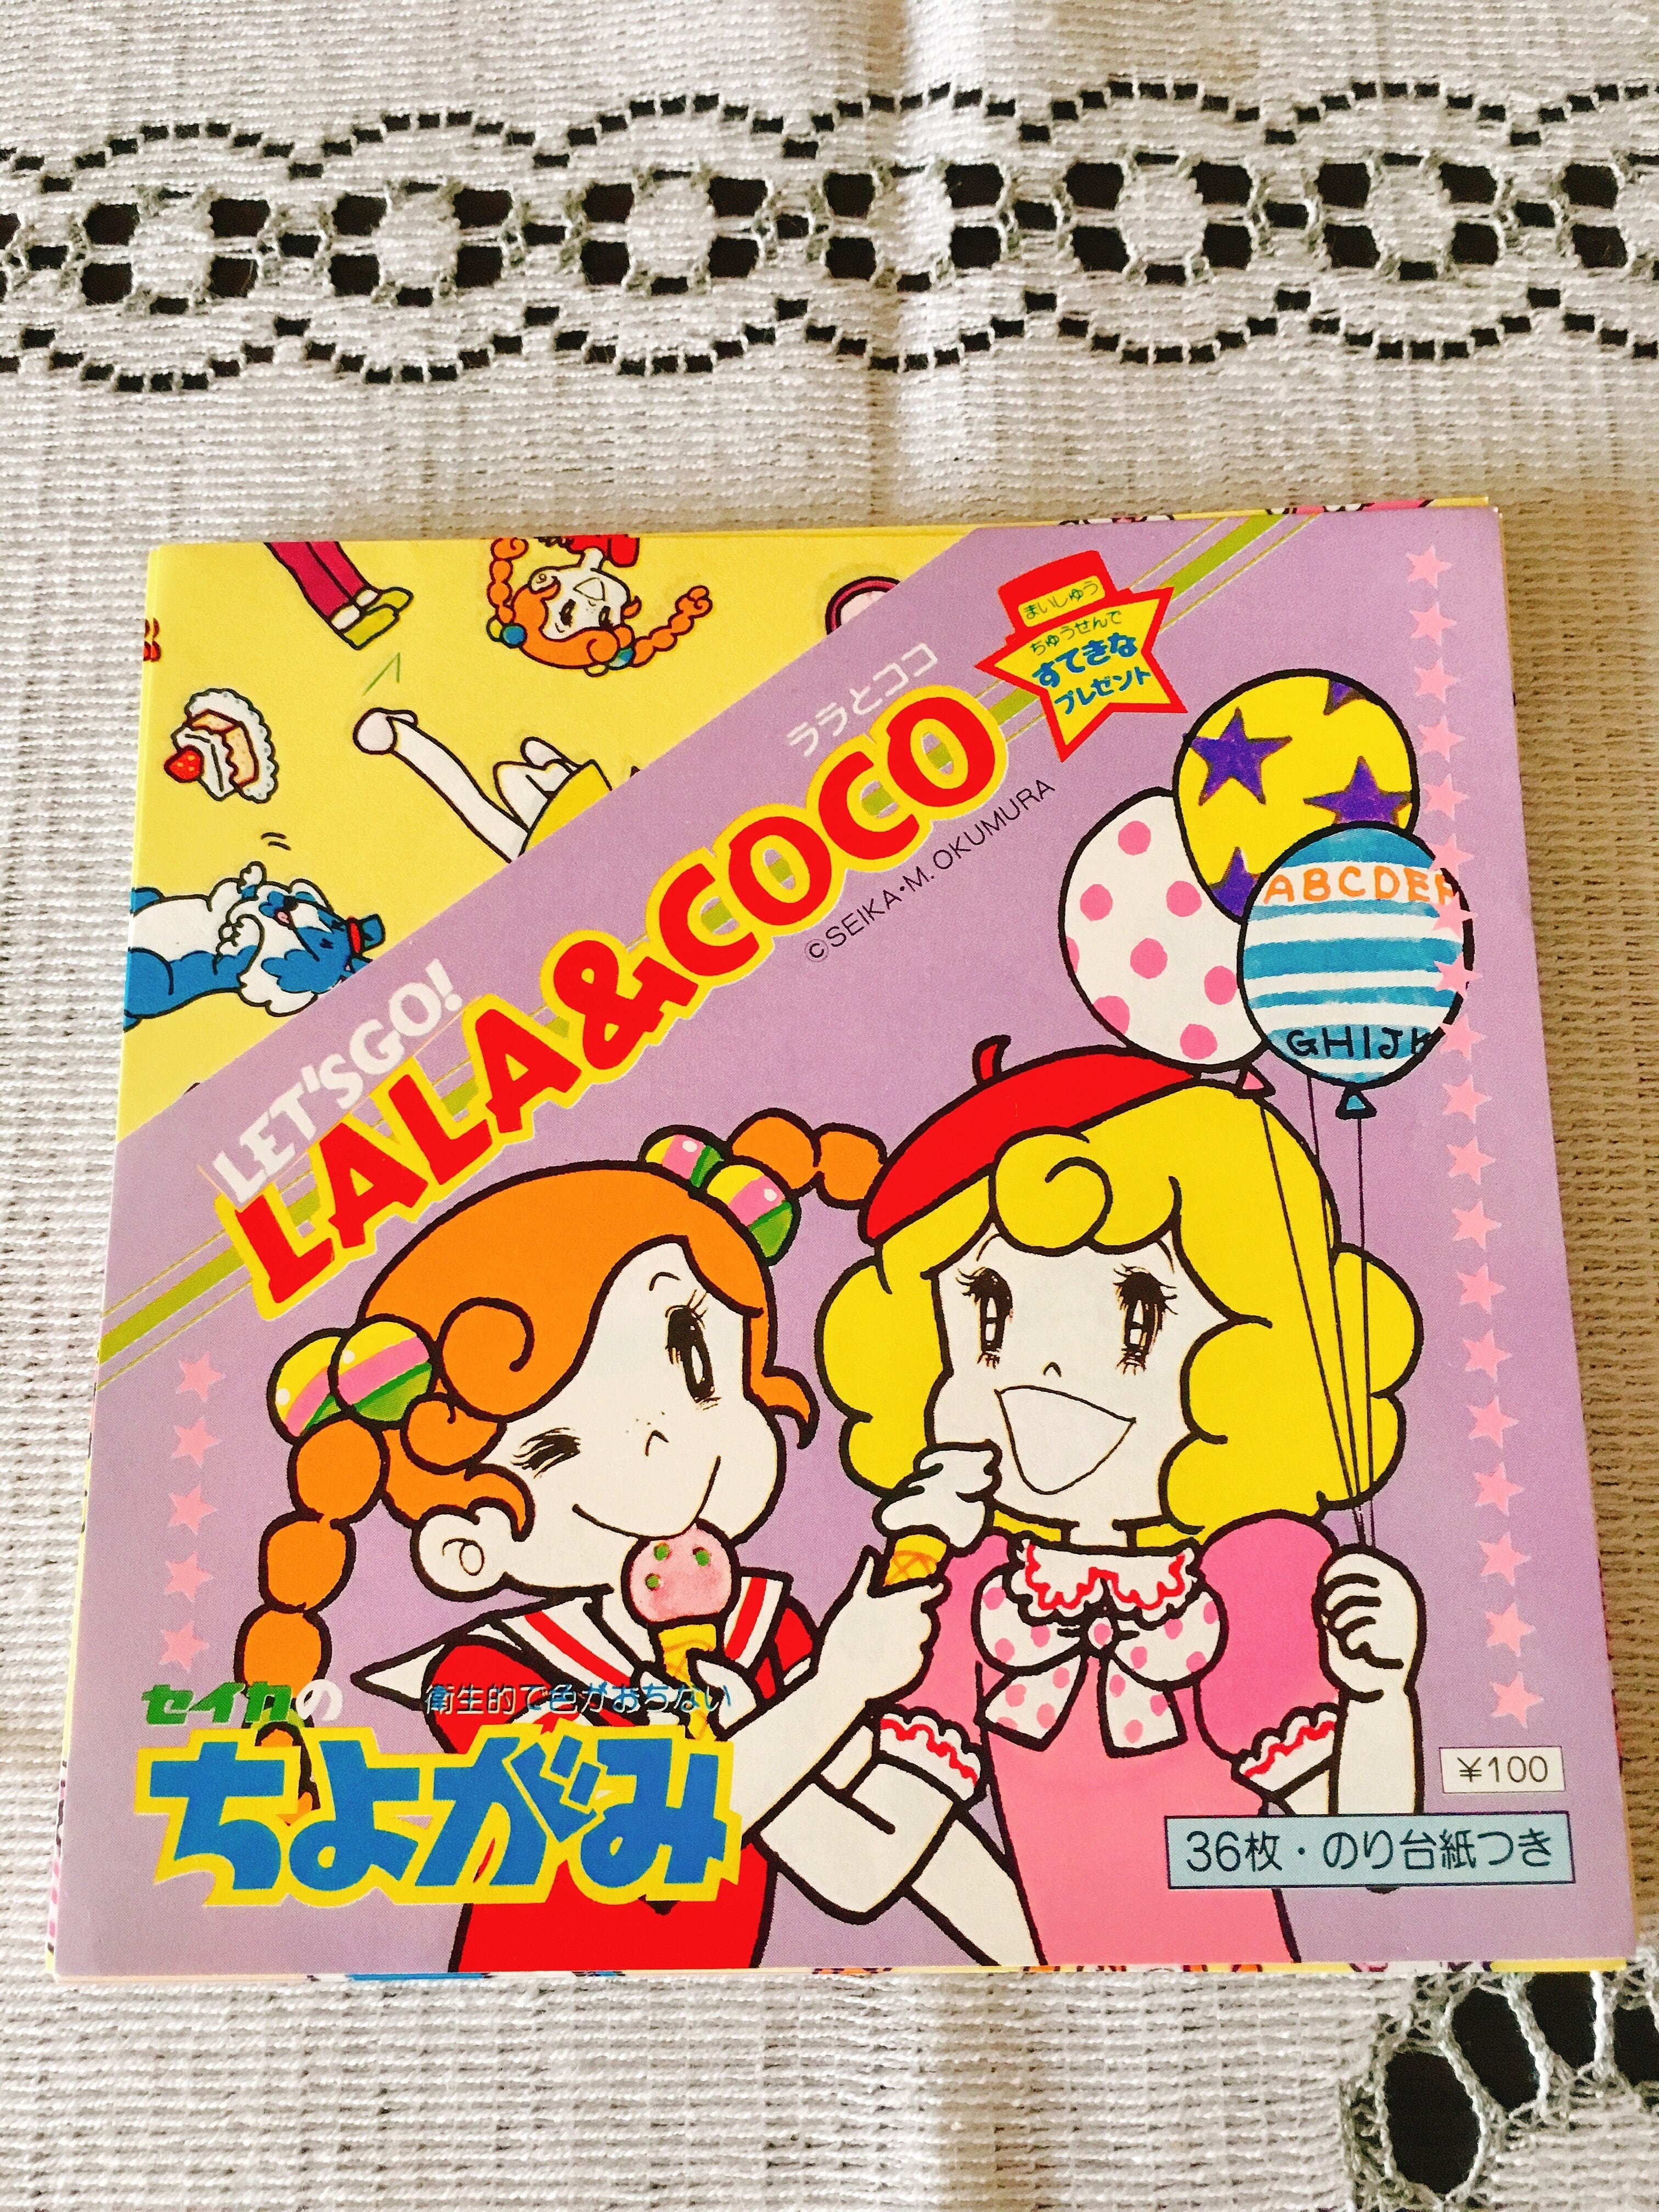 まいしゅう
ちゅうせんで
すてきな
プレゼント
ララとココ
LET'S GO!
LALA&COCO
©SEIKA・M.OKUMURA
ABCDEF
GHIJK
セイカの
衛生的で色がおちない
ちよがみ
¥100
36枚・のり台紙つき